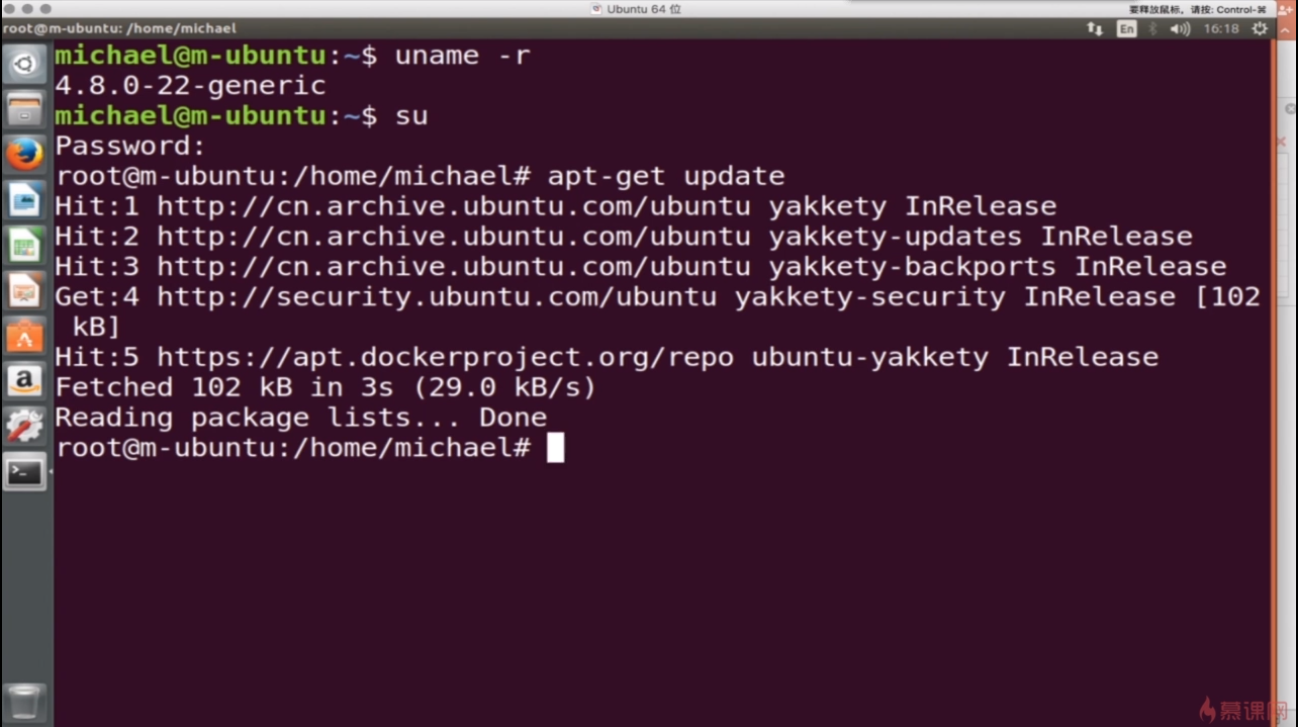 Ubuntu 64 位
要释放鼠标，请按: Control-⌘
root@m-ubuntu: /home/michael
En
16:18
michael@m-ubuntu:~$ uname -r
4.8.0-22-generic
michael@m-ubuntu:~$ su
Password:
root@m-ubuntu:/home/michael# apt-get update
Hit:1 http://cn.archive.ubuntu.com/ubuntu yakkety InRelease
Hit:2 http://cn.archive.ubuntu.com/ubuntu yakkety-updates InRelease
Hit:3 http://cn.archive.ubuntu.com/ubuntu yakkety-backports InRelease
Get:4 http://security.ubuntu.com/ubuntu yakkety-security InRelease [102
kB]
Hit:5 https://apt.dockerproject.org/repo ubuntu-yakkety InRelease
Fetched 102 kB in 3s (29.0 kB/s)
Reading package lists... Done
root@m-ubuntu:/home/michael#
慕课网